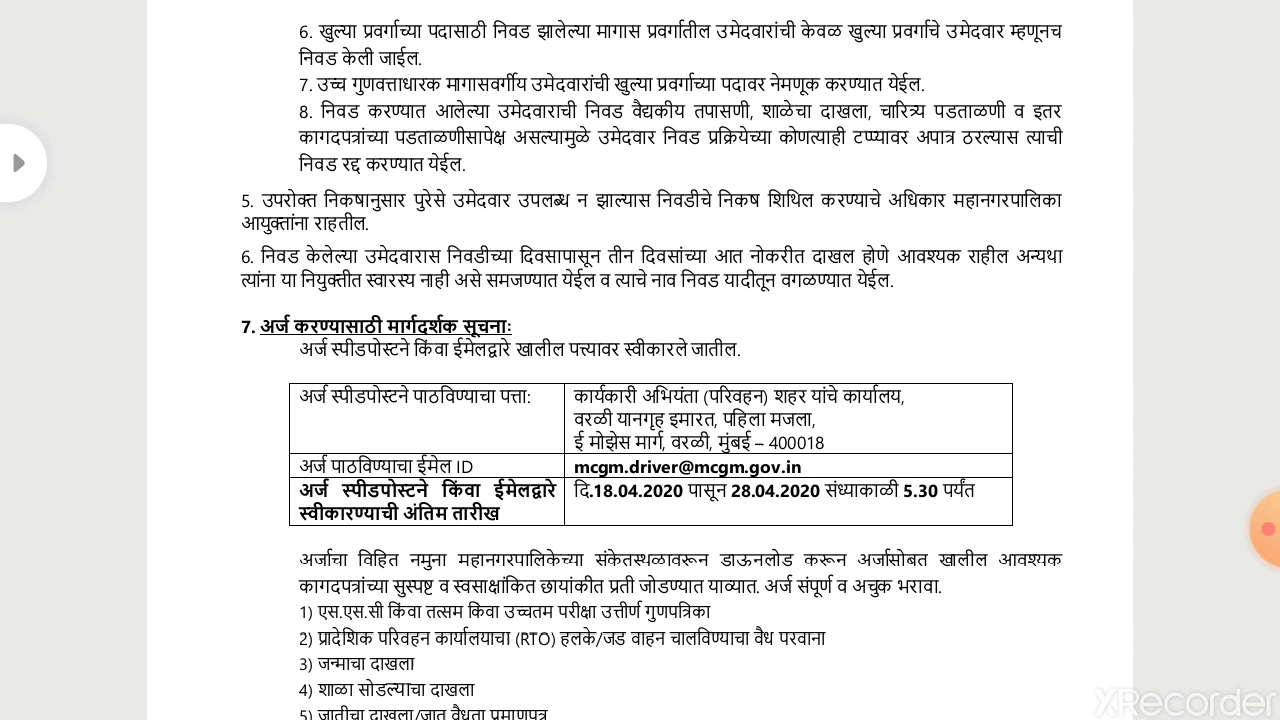 6. खुल्या प्रवर्गाच्या पदासाठी निवड झालेल्या मागास प्रवर्गातील उमेदवारांची केवळ खुल्या प्रवर्गाचे उमेदवार म्हणूनच
निवड केली जाईल.
7. उच्च गुणवत्ताधारक मागासवर्गीय उमेदवारांची खुल्या प्रवर्गाच्या पदावर नेमणूक करण्यात येईल.
8. निवड करण्यात आलेल्या उमेदवाराची निवड वैद्यकीय तपासणी, शाळेचा दाखला, चारित्र्य पडताळणी व इतर
कागदपत्रांच्या पडताळणीसापेक्ष असल्यामुळे उमेदवार निवड प्रक्रियेच्या कोणत्याही टप्प्यावर अपात्र ठरल्यास त्याची
निवड रद्द करण्यात येईल.
5. उपरोक्त निकषानुसार पुरेसे उमेदवार उपलब्ध न झाल्यास निवडीचे निकष शिथिल करण्याचे अधिकार महानगरपालिका
आयुक्तांना राहतील.
6. निवड केलेल्या उमेदवारास निवडीच्या दिवसापासून तीन दिवसांच्या आत नोकरीत दाखल होणे आवश्यक राहील अन्यथा
त्यांना या नियुक्तीत स्वारस्य नाही असे समजण्यात येईल व त्याचे नाव निवड यादीतून वगळण्यात येईल.
7. अर्ज करण्यासाठी मार्गदर्शक सूचनाः
अर्ज स्पीडपोस्टने किंवा ईमेलद्वारे खालील पत्त्यावर स्वीकारले जातील.
अर्ज स्पीडपोस्टने पाठविण्याचा पत्ता:
कार्यकारी अभियंता (परिवहन) शहर यांचे कार्यालय,
वरळी यानगृह इमारत, पहिला मजला,
ई मोझेस मार्ग, वरळी, मुंबई – 400018
अर्ज पाठविण्याचा ईमेल ID
mcgm.driver@mcgm.gov.in
अर्ज स्पीडपोस्टने किंवा ईमेलद्वारे
स्वीकारण्याची अंतिम तारीख
दि.18.04.2020 पासून 28.04.2020 संध्याकाळी 5.30 पर्यंत
अर्जाचा विहित नमुना महानगरपालिकेच्या संकेतस्थळावरून डाऊनलोड करून अर्जासोबत खालील आवश्यक
कागदपत्रांच्या सुस्पष्ट व स्वसाक्षांकित छायांकीत प्रती जोडण्यात याव्यात. अर्ज संपूर्ण व अचुक भरावा.
1) एस.एस.सी किंवा तत्सम किंवा उच्चतम परीक्षा उत्तीर्ण गुणपत्रिका
2) प्रादेशिक परिवहन कार्यालयाचा (RTO) हलके/जड वाहन चालविण्याचा वैध परवाना
3) जन्माचा दाखला
4) शाळा सोडल्याचा दाखला
5) जातीचा दाखला/जात वैधता प्रमाणपत्र
XRecorder